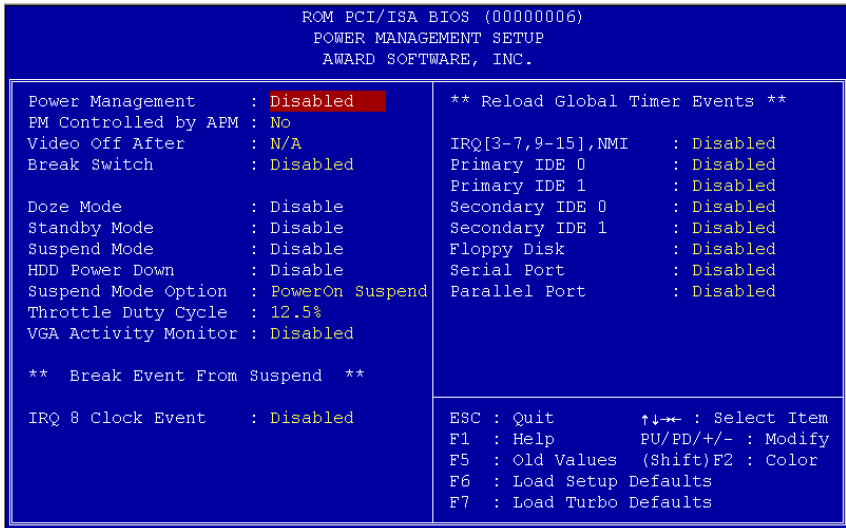 ROM PCI/ISA BIOS (00000006)
POWER MANAGEMENT SETUP
AWARD SOFTWARE, INC.
Power Management : Disabled
PM Controlled by APM : No
Video Off After : N/A
Break Switch : Disabled
Doze Mode : Disable
Standby Mode : Disable
Suspend Mode : Disable
HDD Power Down : Disable
Suspend Mode Option : PowerOn Suspend
Throttle Duty Cycle : 12.5%
VGA Activity Monitor : Disabled
** Break Event From Suspend **
IRQ 8 Clock Event : Disabled
** Reload Global Timer Events **
IRQ[3-7,9-15],NMI : Disabled
Primary IDE 0 : Disabled
Primary IDE 1 : Disabled
Secondary IDE 0 : Disabled
Secondary IDE 1 : Disabled
Floppy Disk : Disabled
Serial Port : Disabled
Parallel Port : Disabled
ESC : Quit ↑↓→← : Select Item
F1 : Help PU/PD/+/- : Modify
F5 : Old Values (Shift)F2 : Color
F6 : Load Setup Defaults
F7 : Load Turbo Defaults